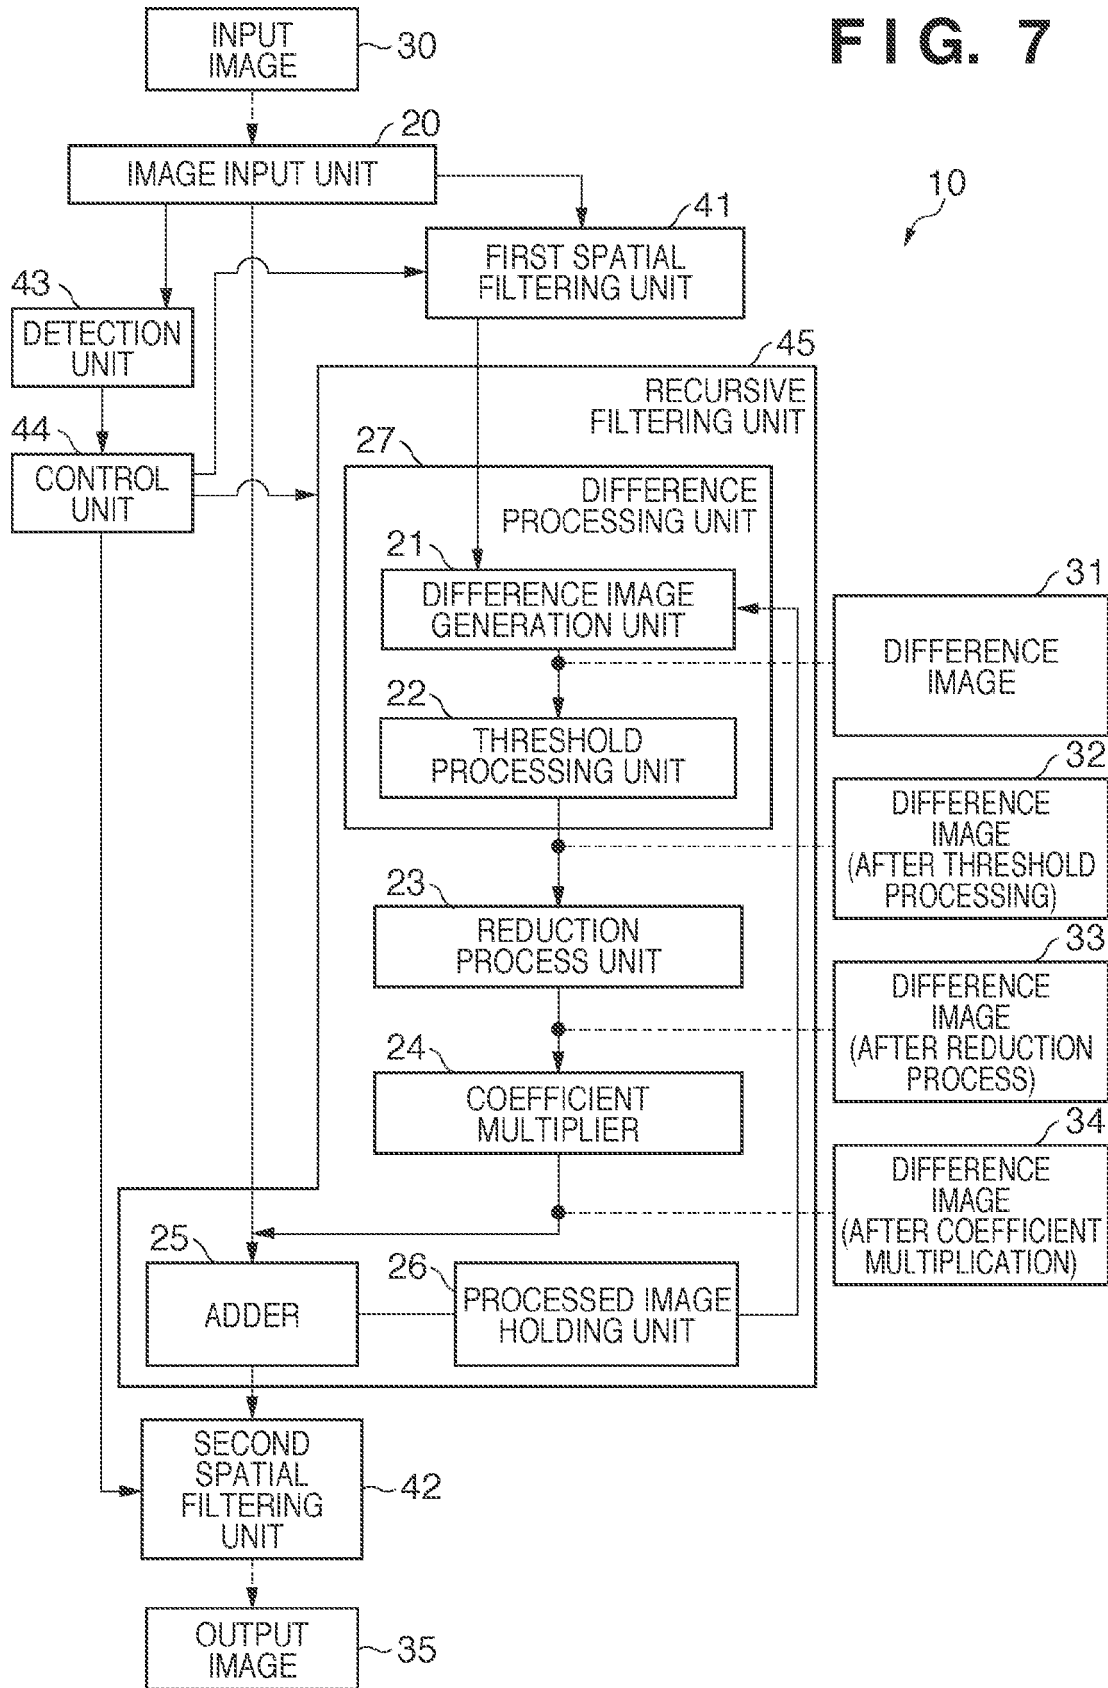 FIG. 7
INPUT
IMAGE
30
20
IMAGE INPUT UNIT
10
41
FIRST SPATIAL
FILTERING UNIT
43
DETECTION
UNIT
44
CONTROL
UNIT
45
RECURSIVE
FILTERING UNIT
27
DIFFERENCE
PROCESSING UNIT
21
DIFFERENCE IMAGE
GENERATION UNIT
31
DIFFERENCE
IMAGE
22
THRESHOLD
PROCESSING UNIT
32
DIFFERENCE
IMAGE
(AFTER THRESHOLD
PROCESSING)
23
REDUCTION
PROCESS UNIT
33
DIFFERENCE
IMAGE
(AFTER REDUCTION
PROCESS)
24
COEFFICIENT
MULTIPLIER
34
DIFFERENCE
IMAGE
(AFTER COEFFICIENT
MULTIPLICATION)
25
ADDER
26
PROCESSED IMAGE
HOLDING UNIT
SECOND
SPATIAL
FILTERING
UNIT
42
OUTPUT
IMAGE
35